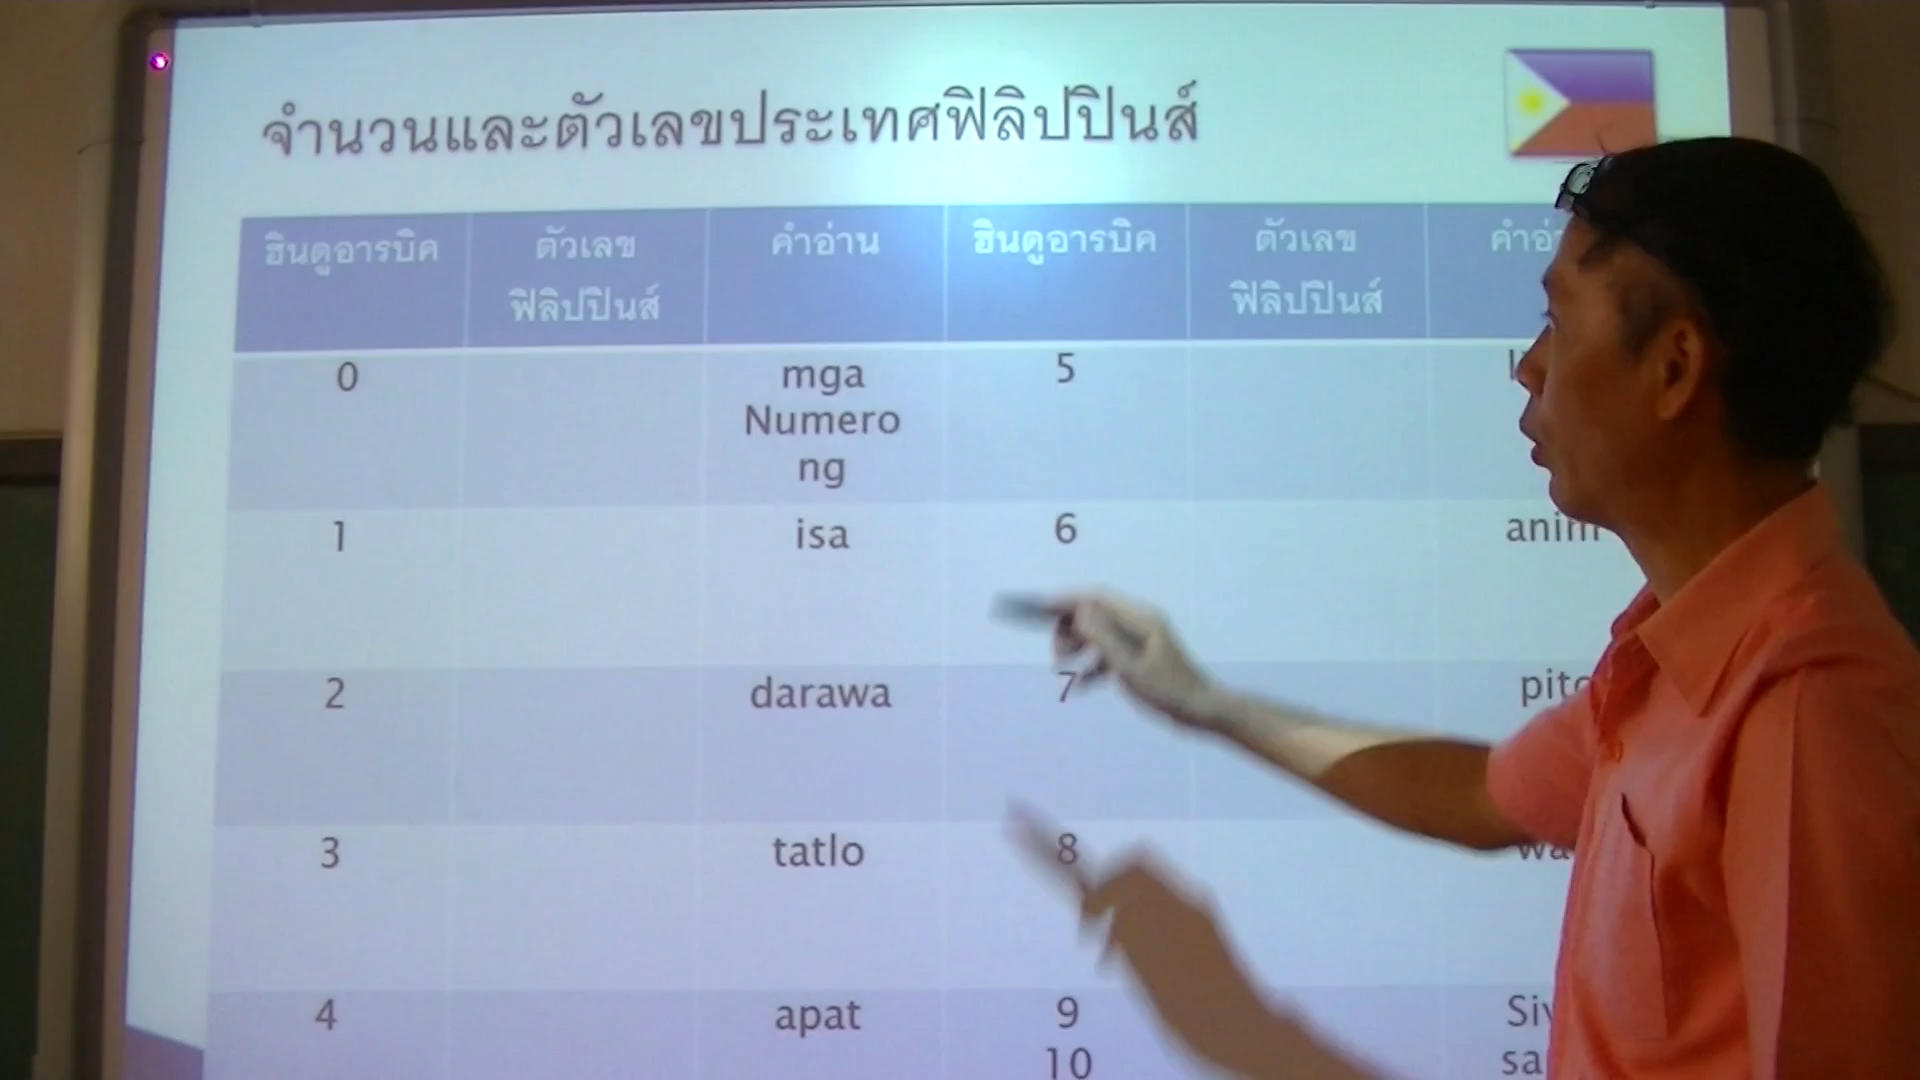 จำนวนและตัวเลขประเทศฟิลิปปินส์
ฮินดูอารบิค ตัวเลข คำอ่าน ฮินดูอารบิค ตัวเลข
ฟิลิปปินส์ ฟิลิปปินส์
0 mga 5
Numero
ng
1 isa 6 anim
2 darawa 7
3 tatlo 8
4 apat 9
10